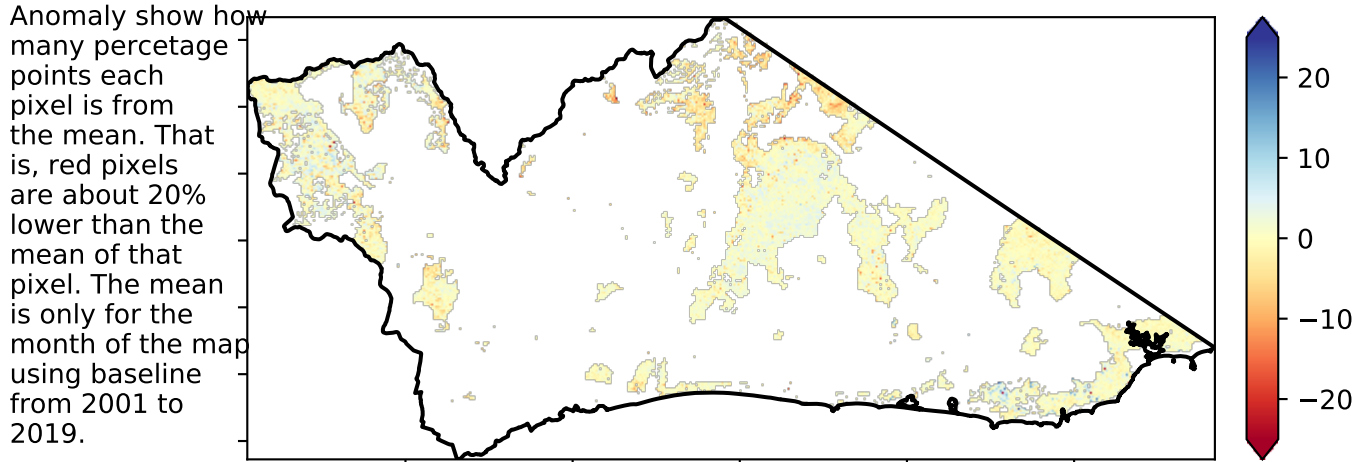 Anomaly show how
many percetage
points each
pixel is from
the mean. That
is, red pixels
are about 20%
lower than the
mean of that
pixel. The mean
is only for the
month of the map
using baseline
from 2001 to
2019.
20
10
0
−10
−20